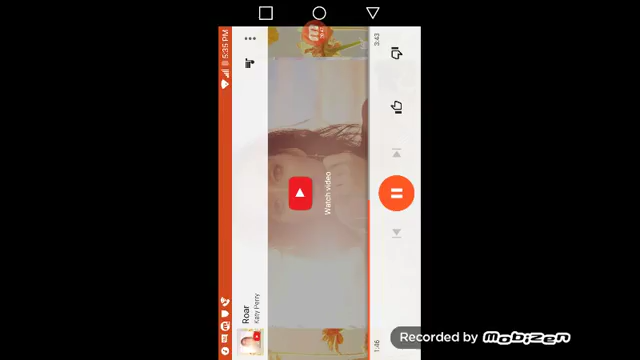 5:35 PM
Roar
Katy Perry
Watch video
1:46
3:43
Recorded by MOBIZEN